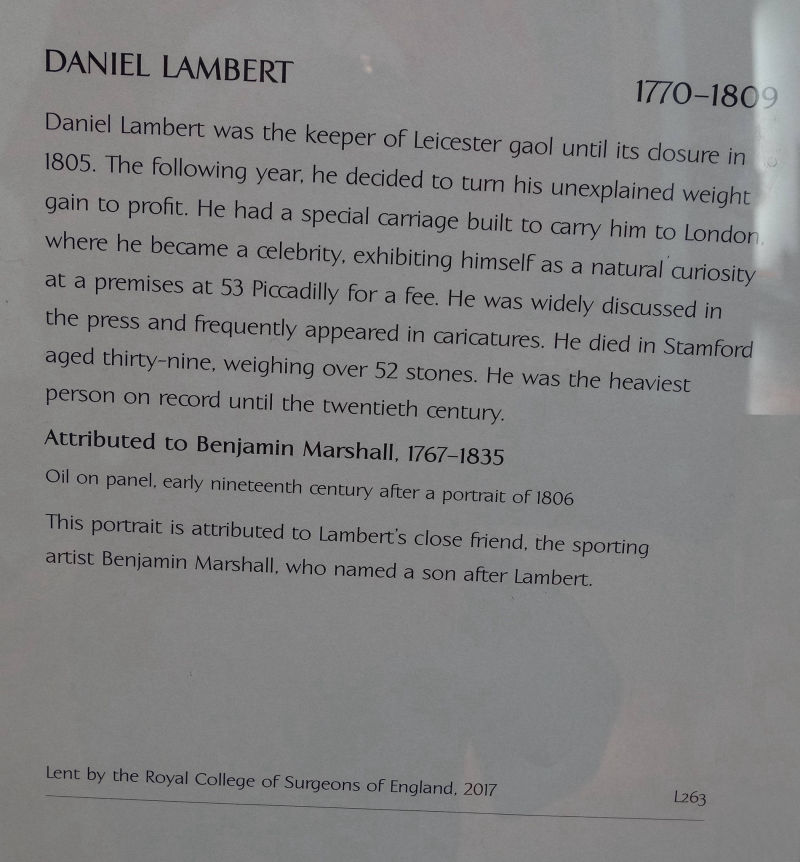 DANIEL LAMBERT
1770–1809
Daniel Lambert was the keeper of Leicester gaol until its closure in
1805. The following year, he decided to turn his unexplained weight
gain to profit. He had a special carriage built to carry him to London,
where he became a celebrity, exhibiting himself as a natural curiosity
at a premises at 53 Piccadilly for a fee. He was widely discussed in
the press and frequently appeared in caricatures. He died in Stamford
aged thirty-nine, weighing over 52 stones. He was the heaviest
person on record until the twentieth century.
Attributed to Benjamin Marshall, 1767–1835
Oil on panel, early nineteenth century after a portrait of 1806
This portrait is attributed to Lambert's close friend, the sporting
artist Benjamin Marshall, who named a son after Lambert.
Lent by the Royal College of Surgeons of England, 2017
L263